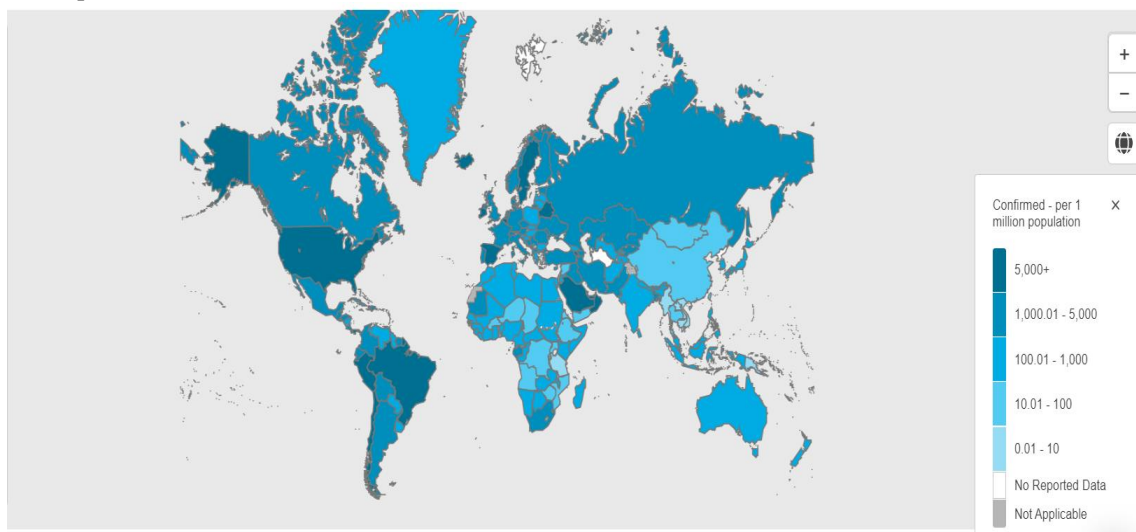 +
−
Confirmed - per 1 X
million population
5,000+
1,000.01 - 5,000
100.01 - 1,000
10.01 - 100
0.01 - 10
No Reported Data
Not Applicable